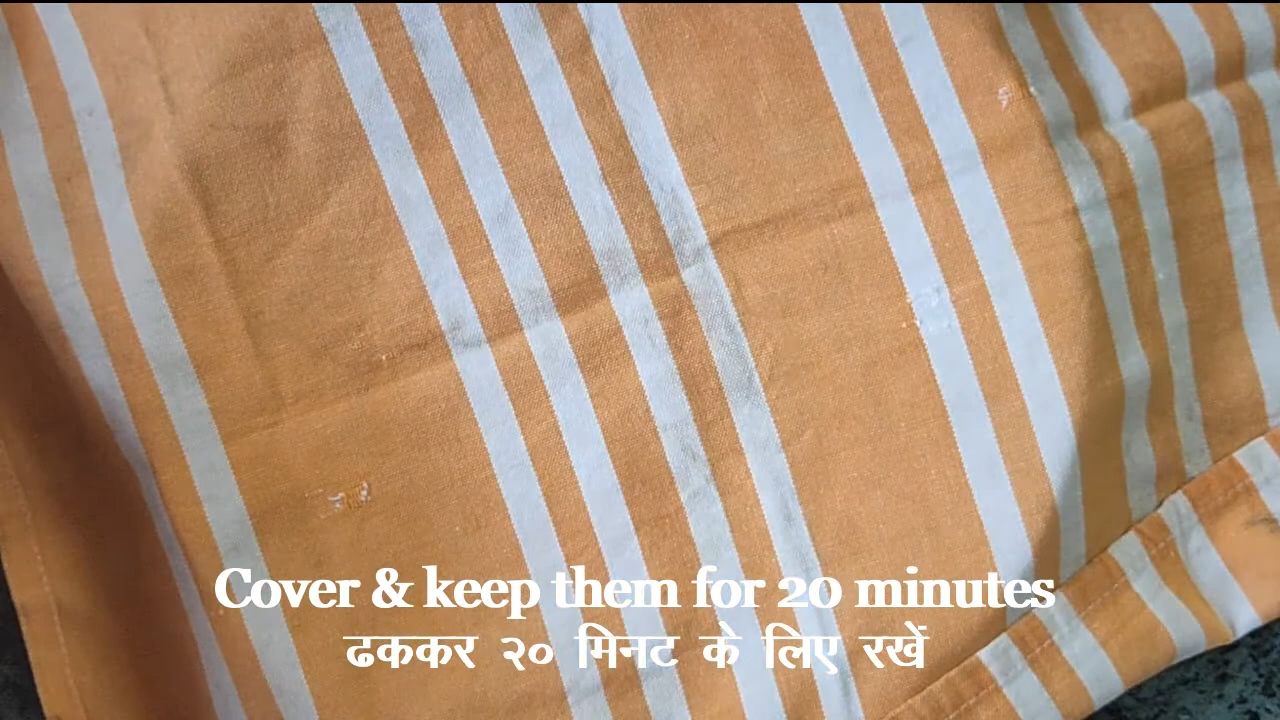 Cover & keep them for 20 minutes
ढककर २० मिनट के लिए रखें